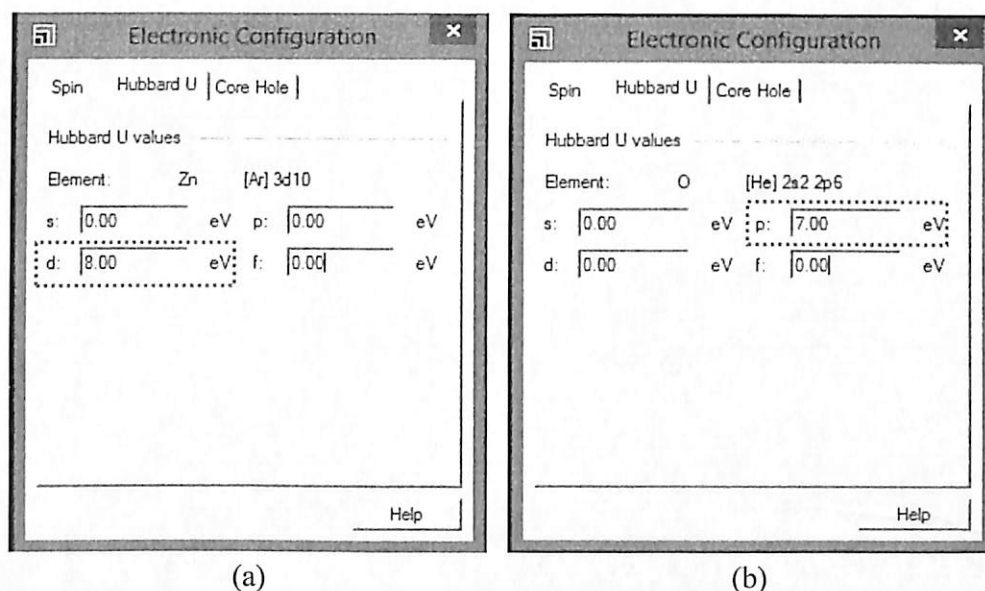 Electronic Configuration
Spin Hubbard U Core Hole
Hubbard U values
Element: Zn [Ar] 3d10
s: 0.00 eV p: 0.00 eV
d: 8.00 eV f: 0.00 eV
Help
(a)
Electronic Configuration
Spin Hubbard U Core Hole
Hubbard U values
Element: O [He] 2s2 2p6
s: 0.00 eV p: 7.00 eV
d: 0.00 eV f: 0.00 eV
Help
(b)